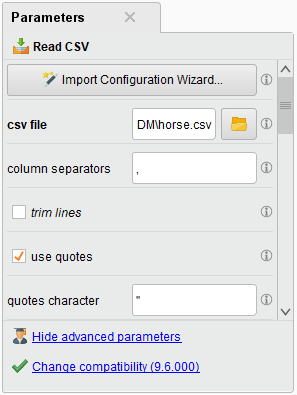 Parameters
Read CSV
Import Configuration Wizard...
csv file
DM\horse.csv
column separators
,
trim lines
use quotes
quotes character
"
Hide advanced parameters
Change compatibility (9.6.000)